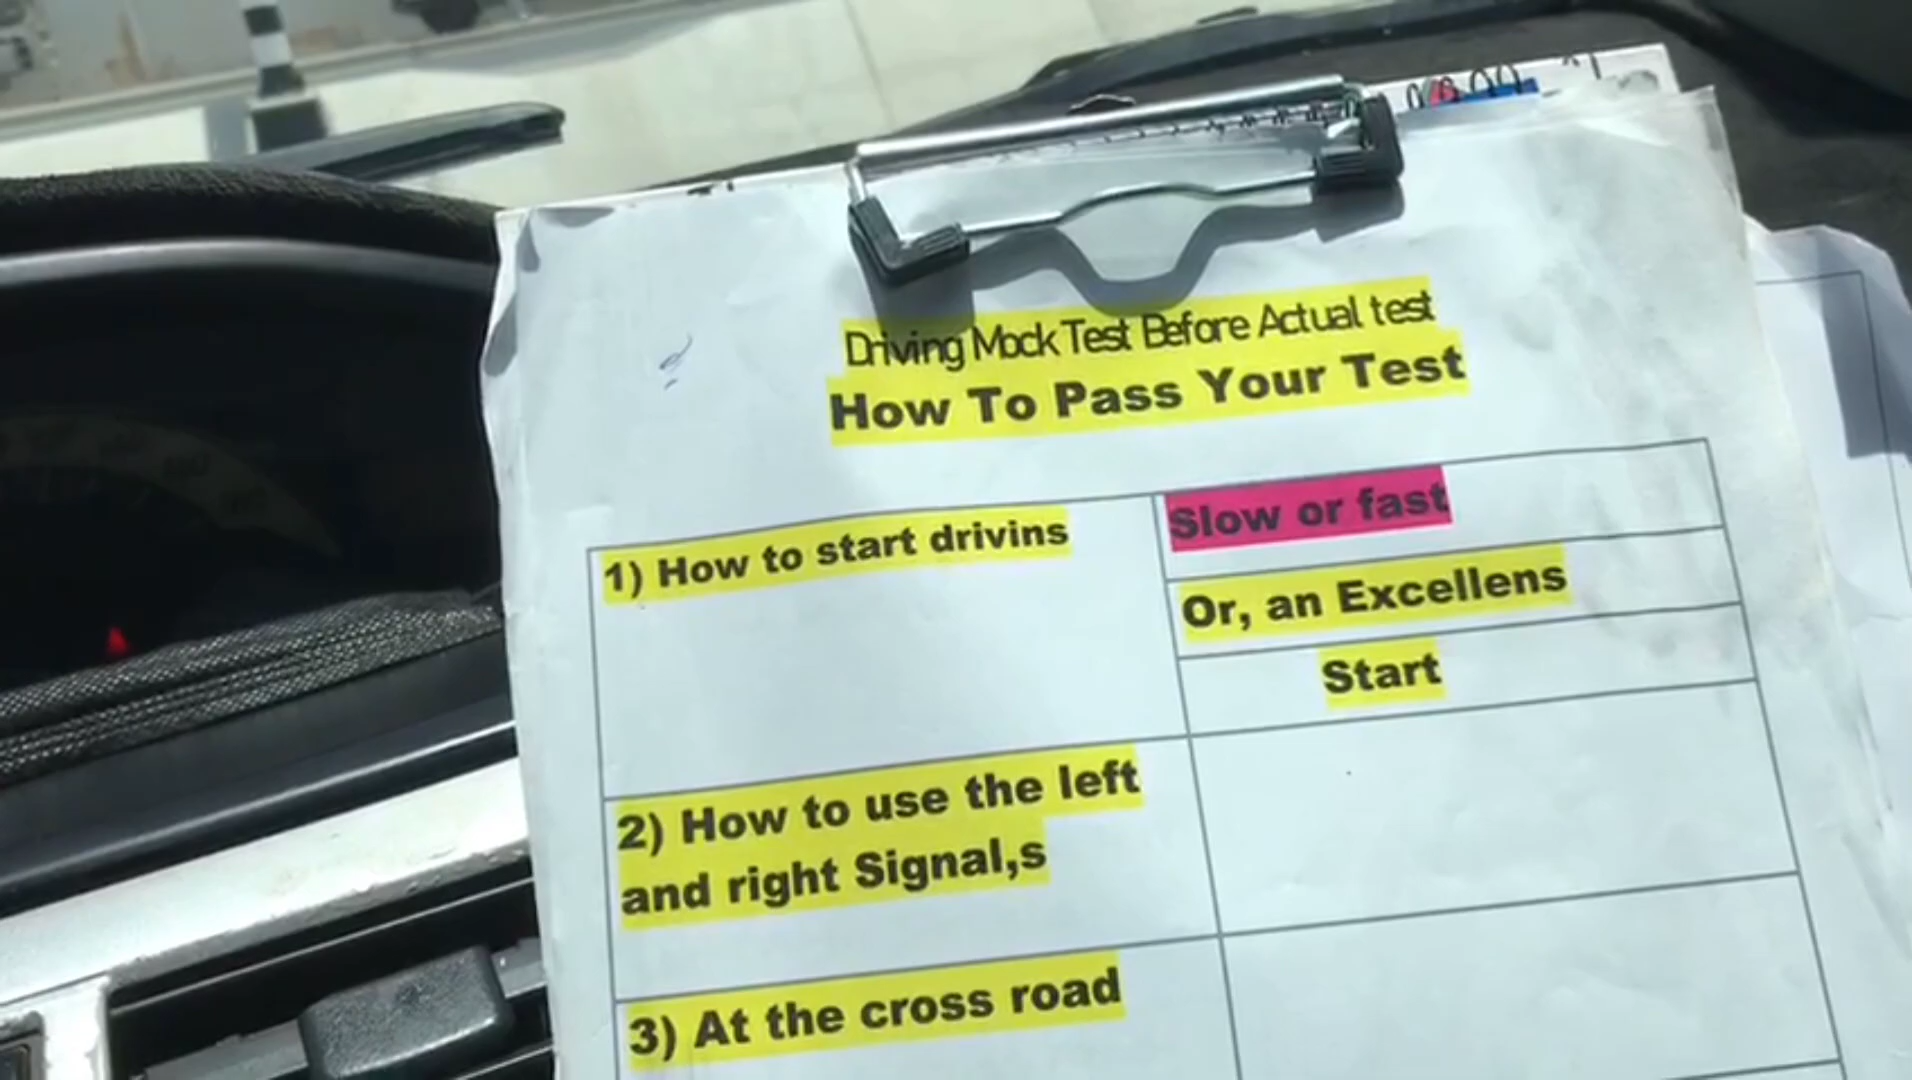 Driving Mock Test Before Actual test
How To Pass Your Test
1) How to start drivins
Slow or fast
Or, an Excellens
Start
2) How to use the left
and right Signal,s
3) At the cross road